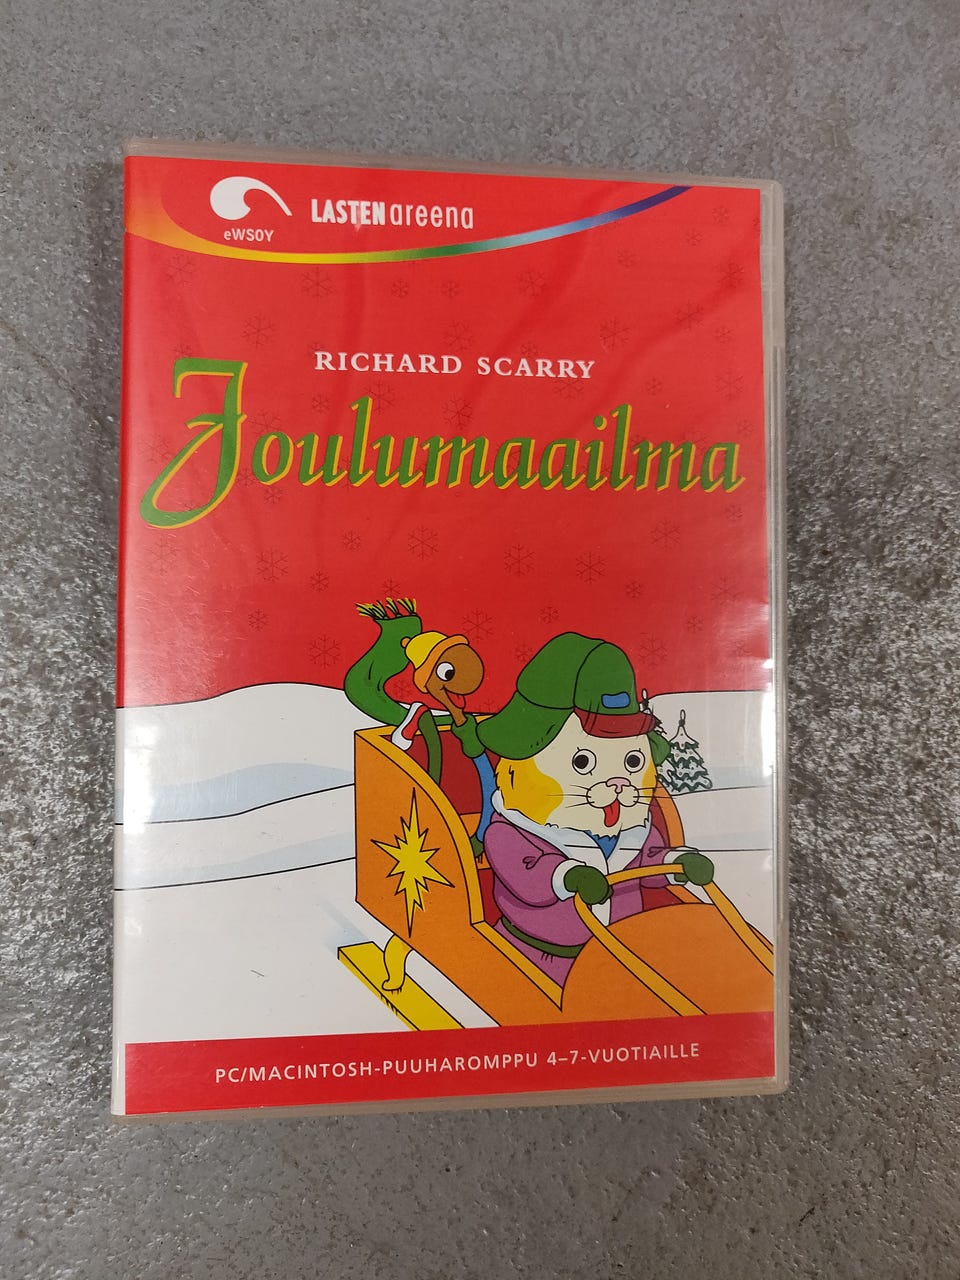 eWSOY
LASTENareena
RICHARD SCARRY
Joulumaailma
PC/MACINTOSH-PUUHAROMPPU 4–7-VUOTIAILLE